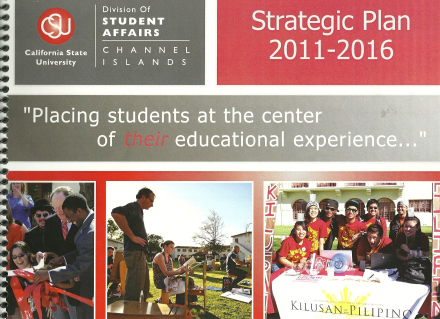 CSU
California State
University
Division Of
STUDENT
AFFAIRS
CHANNEL
ISLANDS
Strategic Plan
2011-2016
"Placing students at the center
of their educational experience..."
KILUSAN PILIPINO